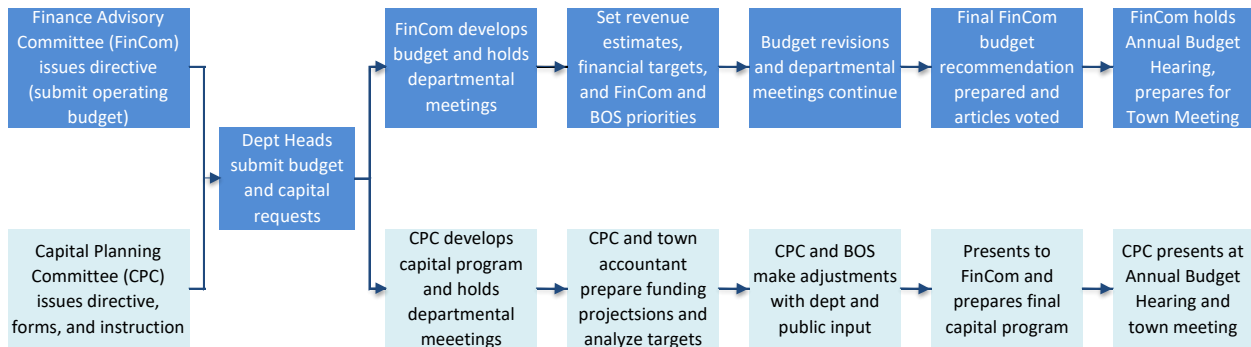 Finance Advisory
Committee (FinCom)
issues directive
(submit operating
budget)
Dept Heads
submit budget
and capital
requests
FinCom develops
budget and holds
departmental
meetings
Set revenue
estimates,
financial targets,
and FinCom and
BOS priorities
Budget revisions
and departmental
meetings continue
Final FinCom
budget
recommendation
prepared and
articles voted
FinCom holds
Annual Budget
Hearing,
prepares for
Town Meeting
Capital Planning
Committee (CPC)
issues directive,
forms, and instruction
CPC develops
capital program
and holds
departmental
meeetings
CPC and town
accountant
prepare funding
projectsions and
analyze targets
CPC and BOS
make adjustments
with dept and
public input
Presents to
FinCom and
prepares final
capital program
CPC presents at
Annual Budget
Hearing and
town meeting